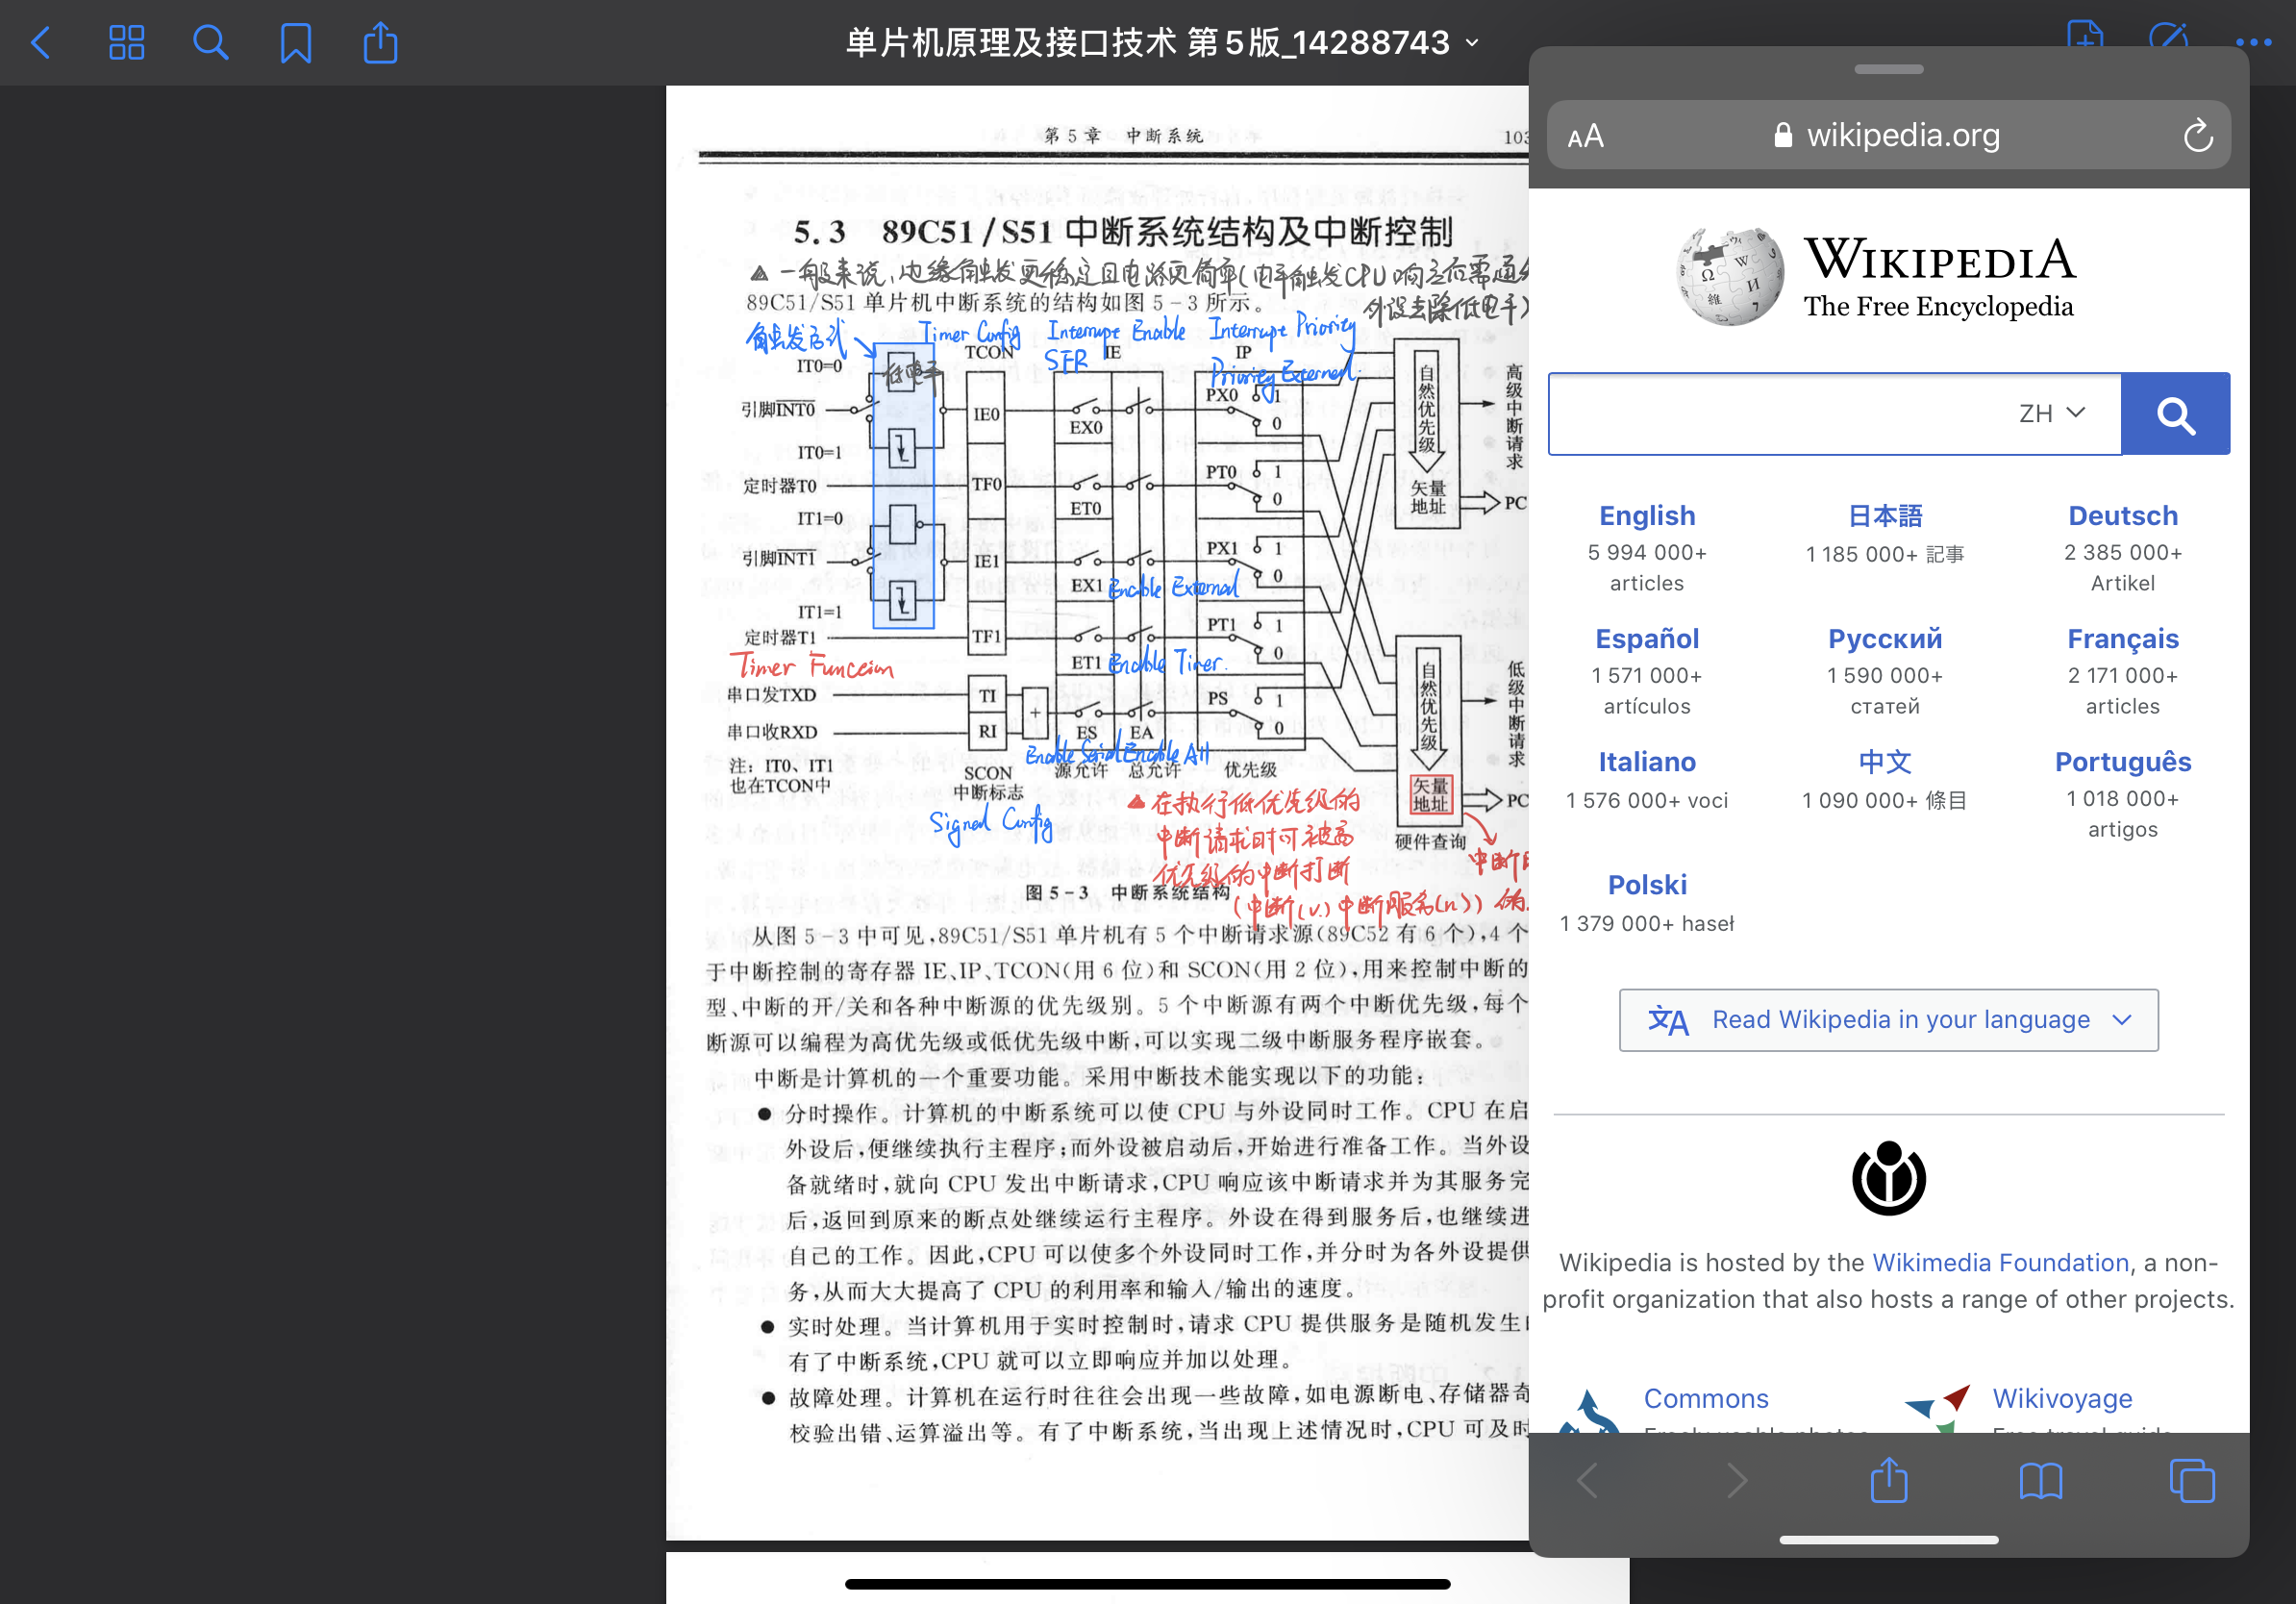 单片机原理及接口技术 第5版_14288743
第 5 章 中断系统
103
5.3 89C51/S51 中断系统结构及中断控制
▲ 一般来说,边缘触发更稳定且电路更简单(电平触发CPU响应后需通
89C51/S51 单片机中断系统的结构如图 5-3 所示。
外设去除低电平)
触发方式
Timer Config
Interrupt Enable
SFR
Interrupt Priority
Priority External
TCON
IE
IP
IT0=0
低电平
引脚INT0
IE0
EX0
PX0
1
0
IT0=1
定时器T0
TF0
ET0
PT0
1
0
IT1=0
引脚INT1
IE1
EX1
Enable External
PX1
1
0
IT1=1
定时器T1
TF1
ET1
Enable Timer
PT1
1
0
Timer Funceion
串口发TXD
TI
+
PS
1
0
串口收RXD
RI
ES
EA
Enable Serial
Enable All
注: IT0、IT1
也在TCON中
SCON
中断标志
源允许
总允许
优先级
Signed Config
自然优先级
矢量地址
PC
高级中断请求
自然优先级
矢量地址
PC
低级中断请求
硬件查询
▲ 在执行低优先级的
中断请求时可被高
优先级的中断打断
(中断(v.)中断服务(n))
图 5-3 中断系统结构
从图 5-3 中可见,89C51/S51 单片机有 5 个中断请求源(89C52 有 6 个),4 个
于中断控制的寄存器 IE、IP、TCON(用 6 位)和 SCON(用 2 位),用来控制中断的
型、中断的开/关和各种中断源的优先级别。5 个中断源有两个中断优先级,每个
断源可以编程为高优先级或低优先级中断,可以实现二级中断服务程序嵌套。
中断是计算机的一个重要功能。采用中断技术能实现以下的功能:
● 分时操作。计算机的中断系统可以使 CPU 与外设同时工作。CPU 在启
外设后,便继续执行主程序;而外设被启动后,开始进行准备工作。当外设
备就绪时,就向 CPU 发出中断请求,CPU 响应该中断请求并为其服务完
后,返回到原来的断点处继续运行主程序。外设在得到服务后,也继续进
自己的工作。因此,CPU 可以使多个外设同时工作,并分时为各外设提供
务,从而大大提高了 CPU 的利用率和输入/输出的速度。
● 实时处理。当计算机用于实时控制时,请求 CPU 提供服务是随机发生
有了中断系统,CPU 就可以立即响应并加以处理。
● 故障处理。计算机在运行时往往会出现一些故障,如电源断电、存储器奇
校验出错、运算溢出等。有了中断系统,当出现上述情况时,CPU 可及时
AA
wikipedia.org
WIKIPEDIA
The Free Encyclopedia
ZH
English
5 994 000+
articles
日本語
1 185 000+ 記事
Deutsch
2 385 000+
Artikel
Español
1 571 000+
artículos
Русский
1 590 000+
статей
Français
2 171 000+
articles
Italiano
1 576 000+ voci
中文
1 090 000+ 條目
Português
1 018 000+
artigos
Polski
1 379 000+ haseł
Read Wikipedia in your language
Wikipedia is hosted by the Wikimedia Foundation, a non-
profit organization that also hosts a range of other projects.
Commons
Wikivoyage